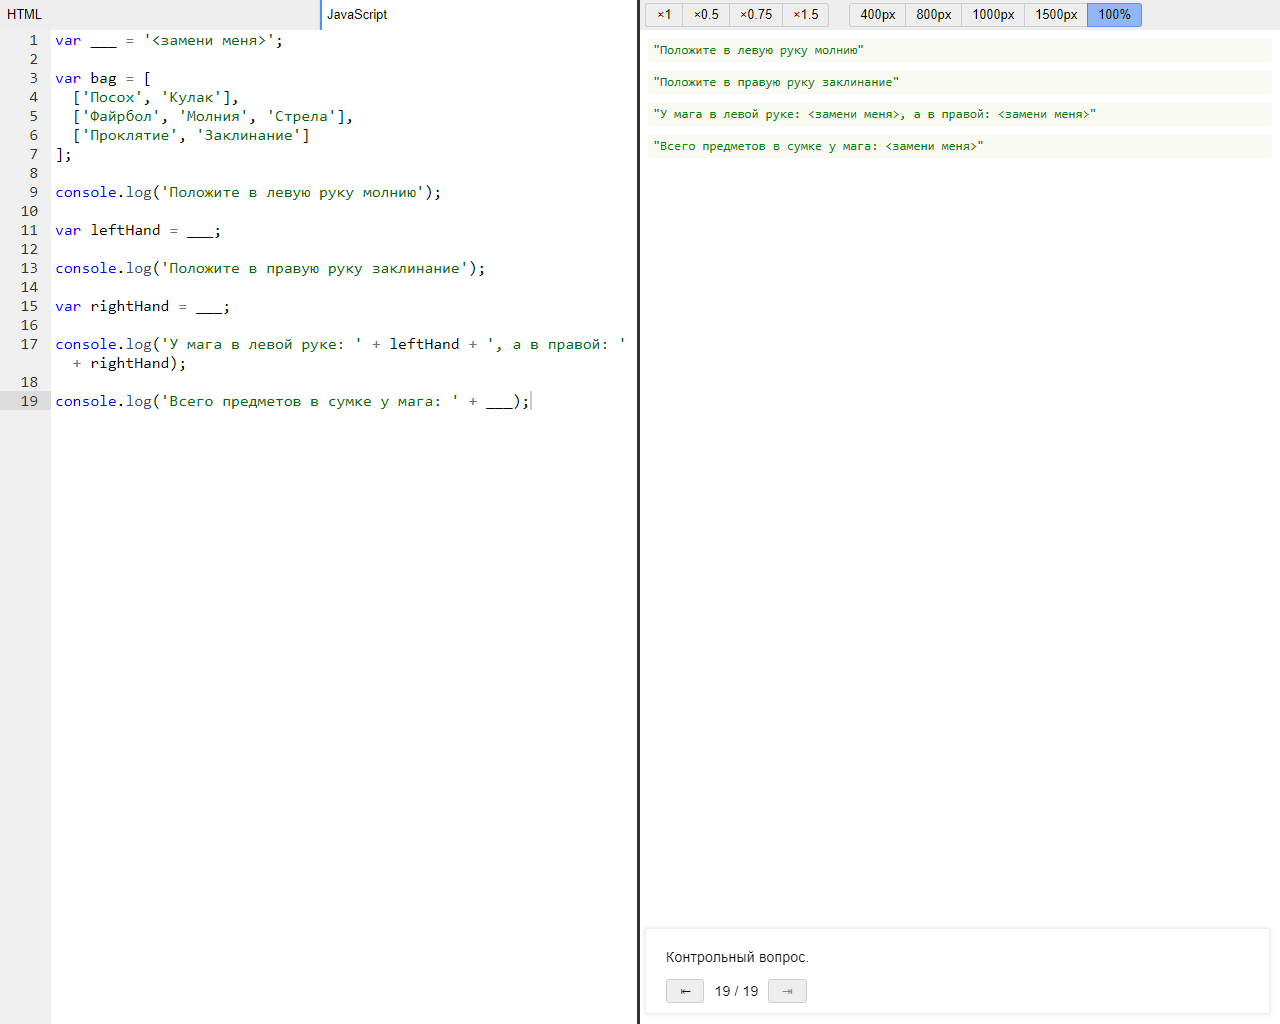 HTML
JavaScript
×1 ×0.5 ×0.75 ×1.5 400px 800px 1000px 1500px 100%
1 var ___ = '<замени меня>';
2
3 var bag = [
4 ['Посох', 'Кулак'],
5 ['Файрбол', 'Молния', 'Стрела'],
6 ['Проклятие', 'Заклинание']
7 ];
8
9 console.log('Положите в левую руку молнию');
10
11 var leftHand = ___;
12
13 console.log('Положите в правую руку заклинание');
14
15 var rightHand = ___;
16
17 console.log('У мага в левой руке: ' + leftHand + ', а в правой: '
+ rightHand);
18
19 console.log('Всего предметов в сумке у мага: ' + ___);
"Положите в левую руку молнию"
"Положите в правую руку заклинание"
"У мага в левой руке: <замени меня>, а в правой: <замени меня>"
"Всего предметов в сумке у мага: <замени меня>"
Контрольный вопрос.
⇤ 19 / 19 ⇥